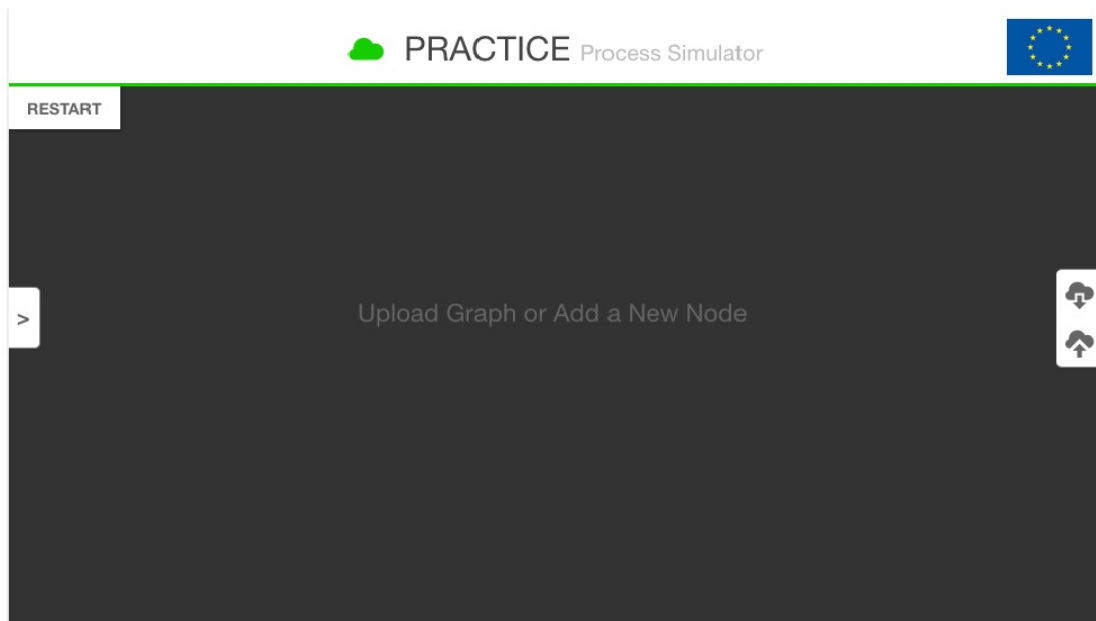 PRACTICE Process Simulator
RESTART
>
Upload Graph or Add a New Node